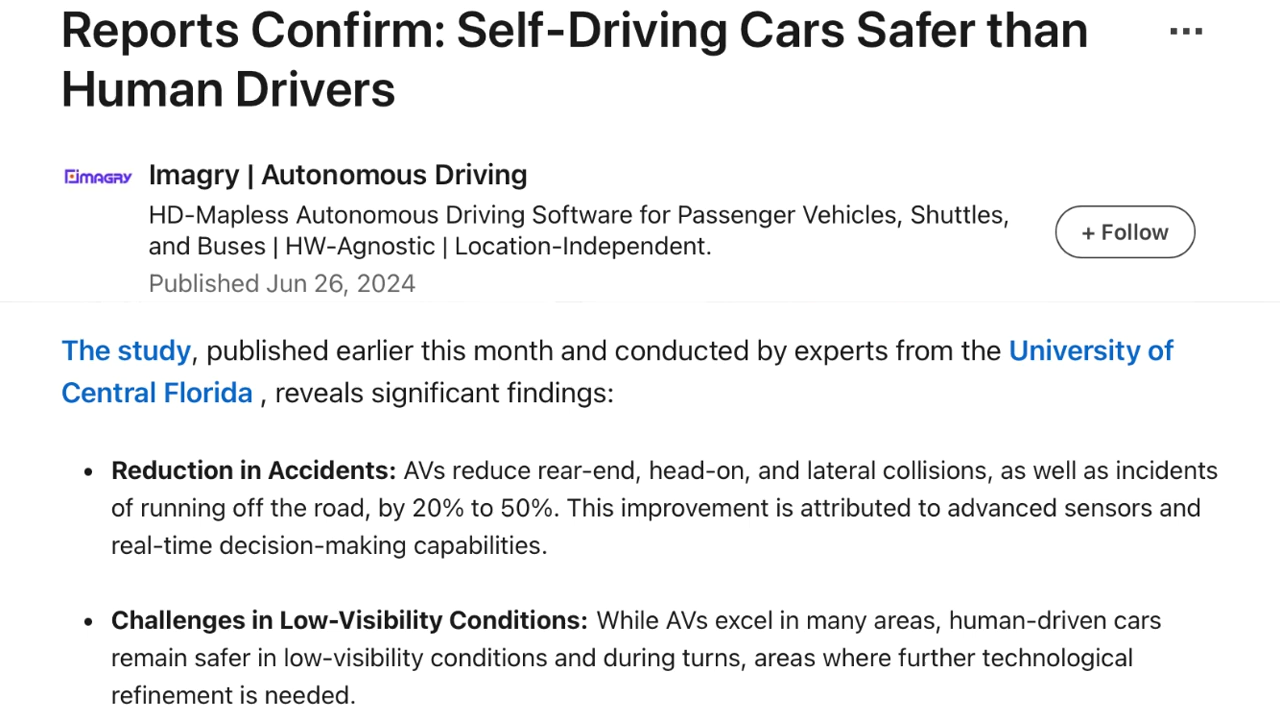 Reports Confirm: Self-Driving Cars Safer than
Human Drivers
IMAGRY
Imagry | Autonomous Driving
HD-Mapless Autonomous Driving Software for Passenger Vehicles, Shuttles,
and Buses | HW-Agnostic | Location-Independent.
+ Follow
Published Jun 26, 2024
The study, published earlier this month and conducted by experts from the University of
Central Florida , reveals significant findings:
• Reduction in Accidents: AVs reduce rear-end, head-on, and lateral collisions, as well as incidents
of running off the road, by 20% to 50%. This improvement is attributed to advanced sensors and
real-time decision-making capabilities.
• Challenges in Low-Visibility Conditions: While AVs excel in many areas, human-driven cars
remain safer in low-visibility conditions and during turns, areas where further technological
refinement is needed.